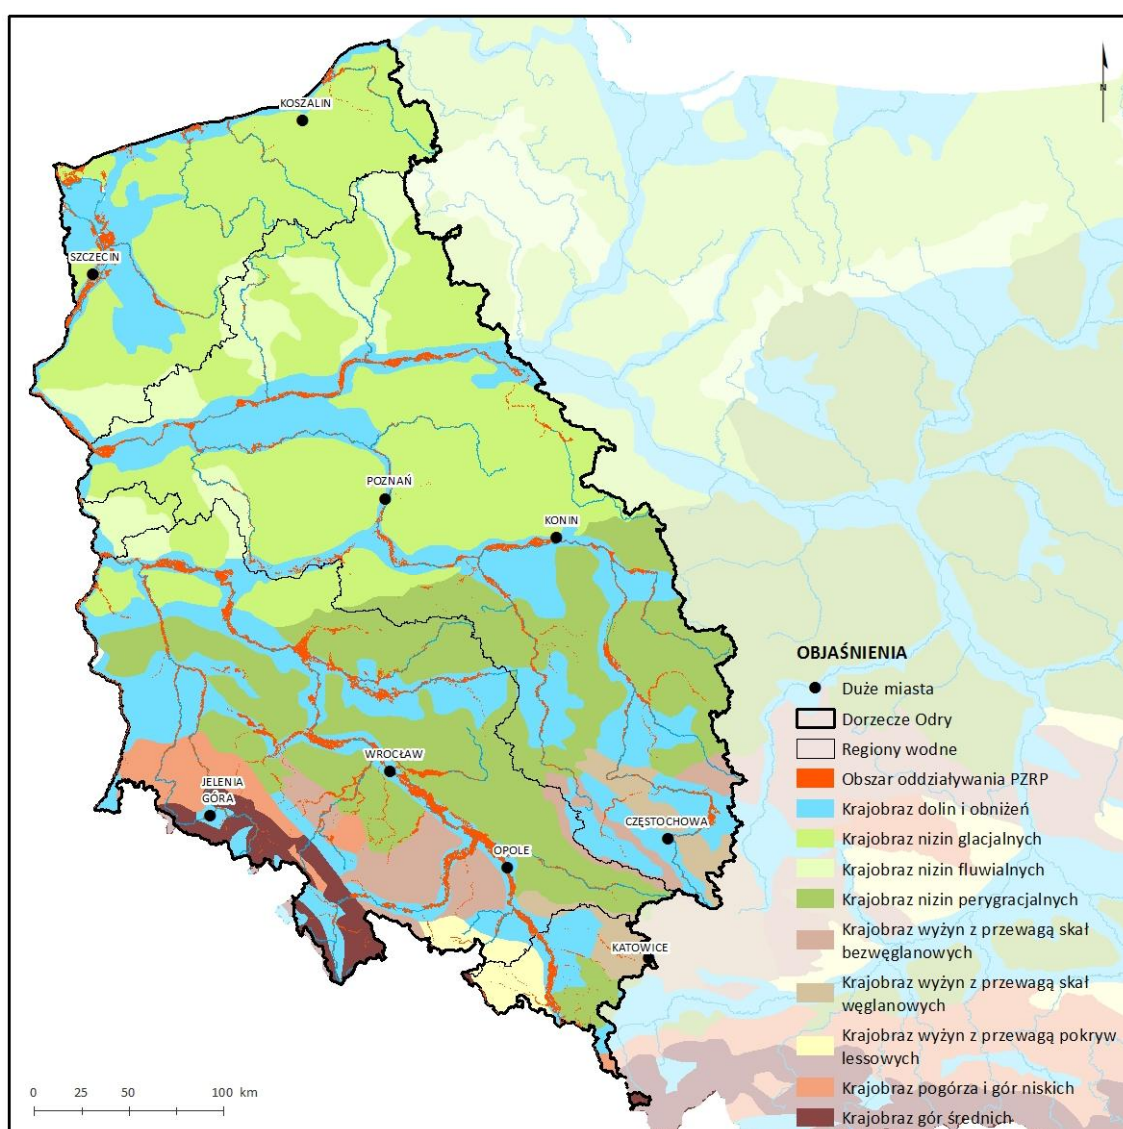 N
KOSZALIN
SZCZECIN
POZNAŃ
KONIN
WROCŁAW
JELENIA
GÓRA
CZĘSTOCHOWA
OPOLE
KATOWICE
OBJAŚNIENIA
Duże miasta
Dorzecze Odry
Regiony wodne
Obszar oddziaływania PZRP
Krajobraz dolin i obniżeń
Krajobraz nizin glacjalnych
Krajobraz nizin fluwialnych
Krajobraz nizin perygracjalnych
Krajobraz wyżyn z przewagą skał
bezwęglanowych
Krajobraz wyżyn z przewagą skał
węglanowych
Krajobraz wyżyn z przewagą pokryw
lessowych
Krajobraz pogórza i gór niskich
Krajobraz gór średnich
0 25 50 100 km